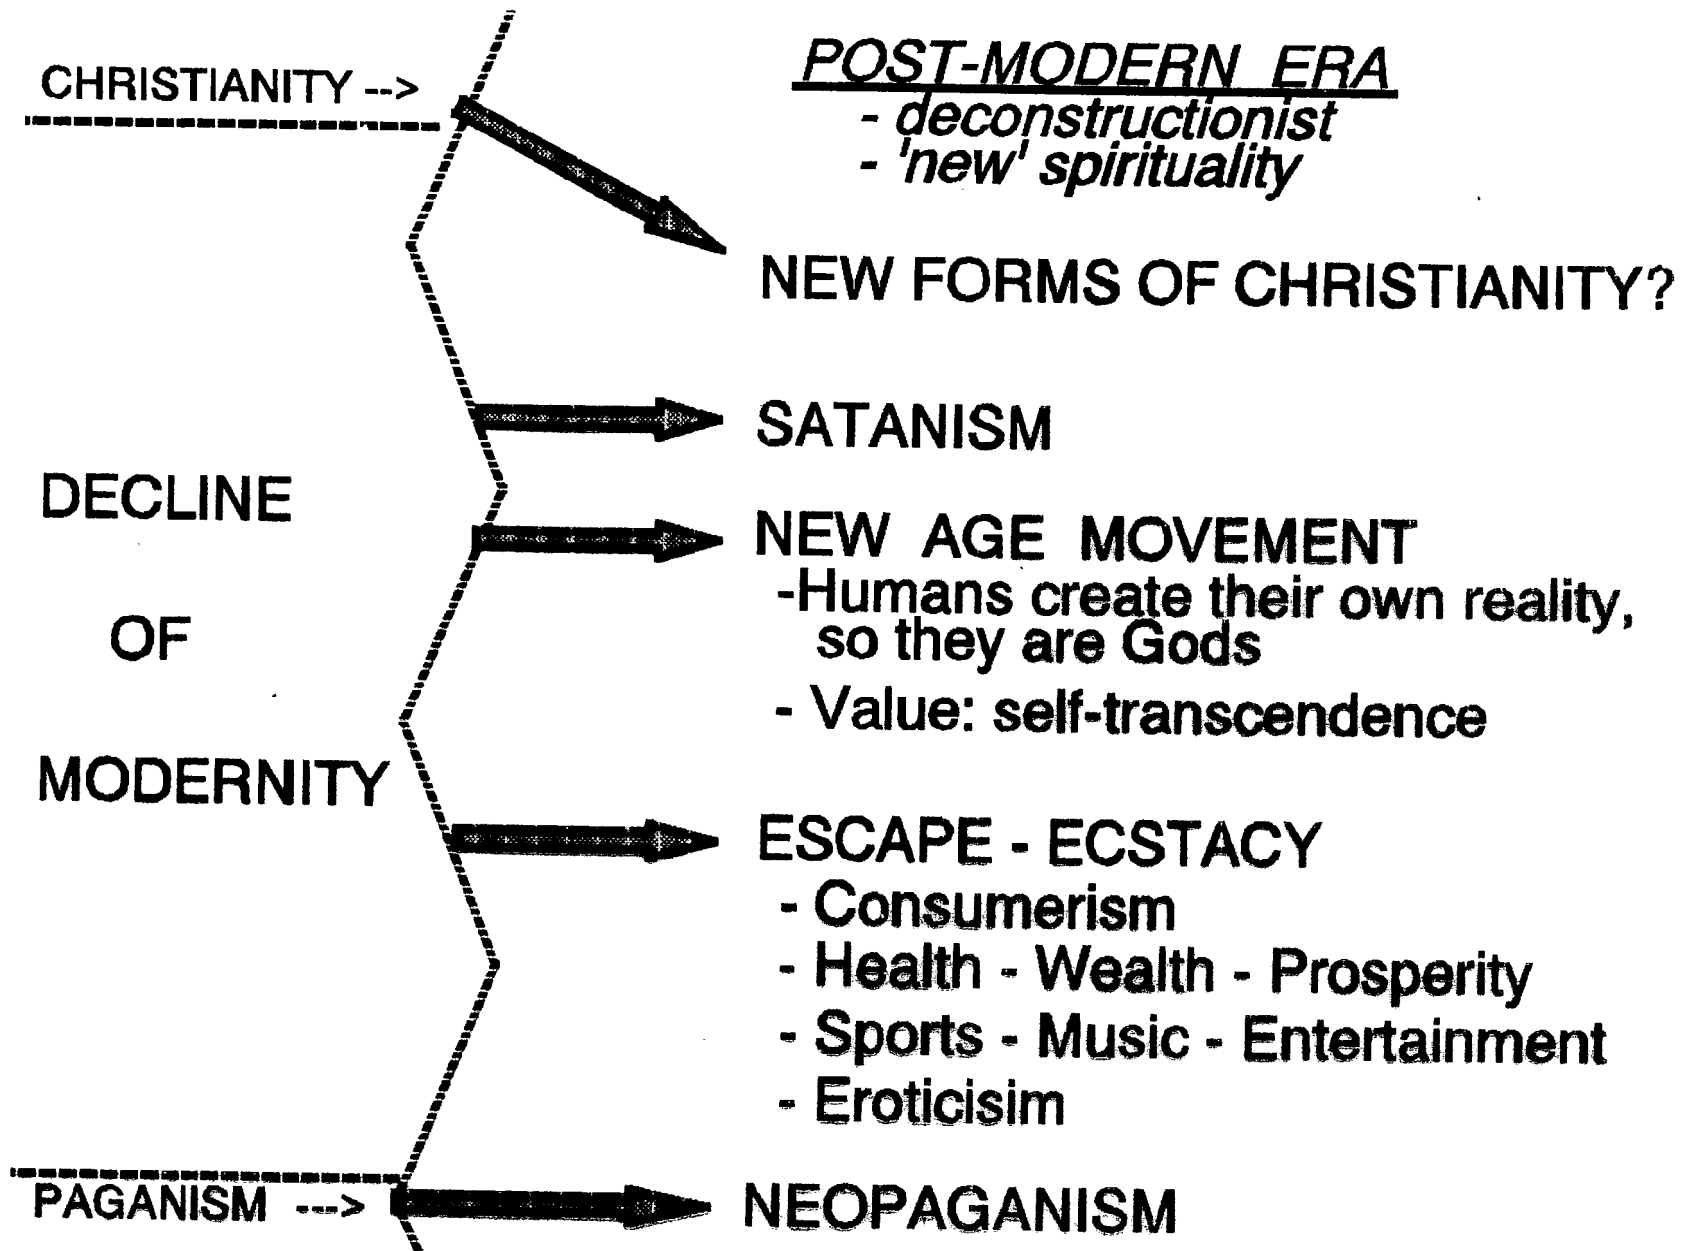 CHRISTIANITY -->
POST-MODERN ERA
- deconstructionist
- 'new' spirituality
NEW FORMS OF CHRISTIANITY?
SATANISM
DECLINE
OF
MODERNITY
NEW AGE MOVEMENT
-Humans create their own reality,
so they are Gods
- Value: self-transcendence
ESCAPE - ECSTACY
- Consumerism
- Health - Wealth - Prosperity
- Sports - Music - Entertainment
- Eroticisim
PAGANISM --->
NEOPAGANISM